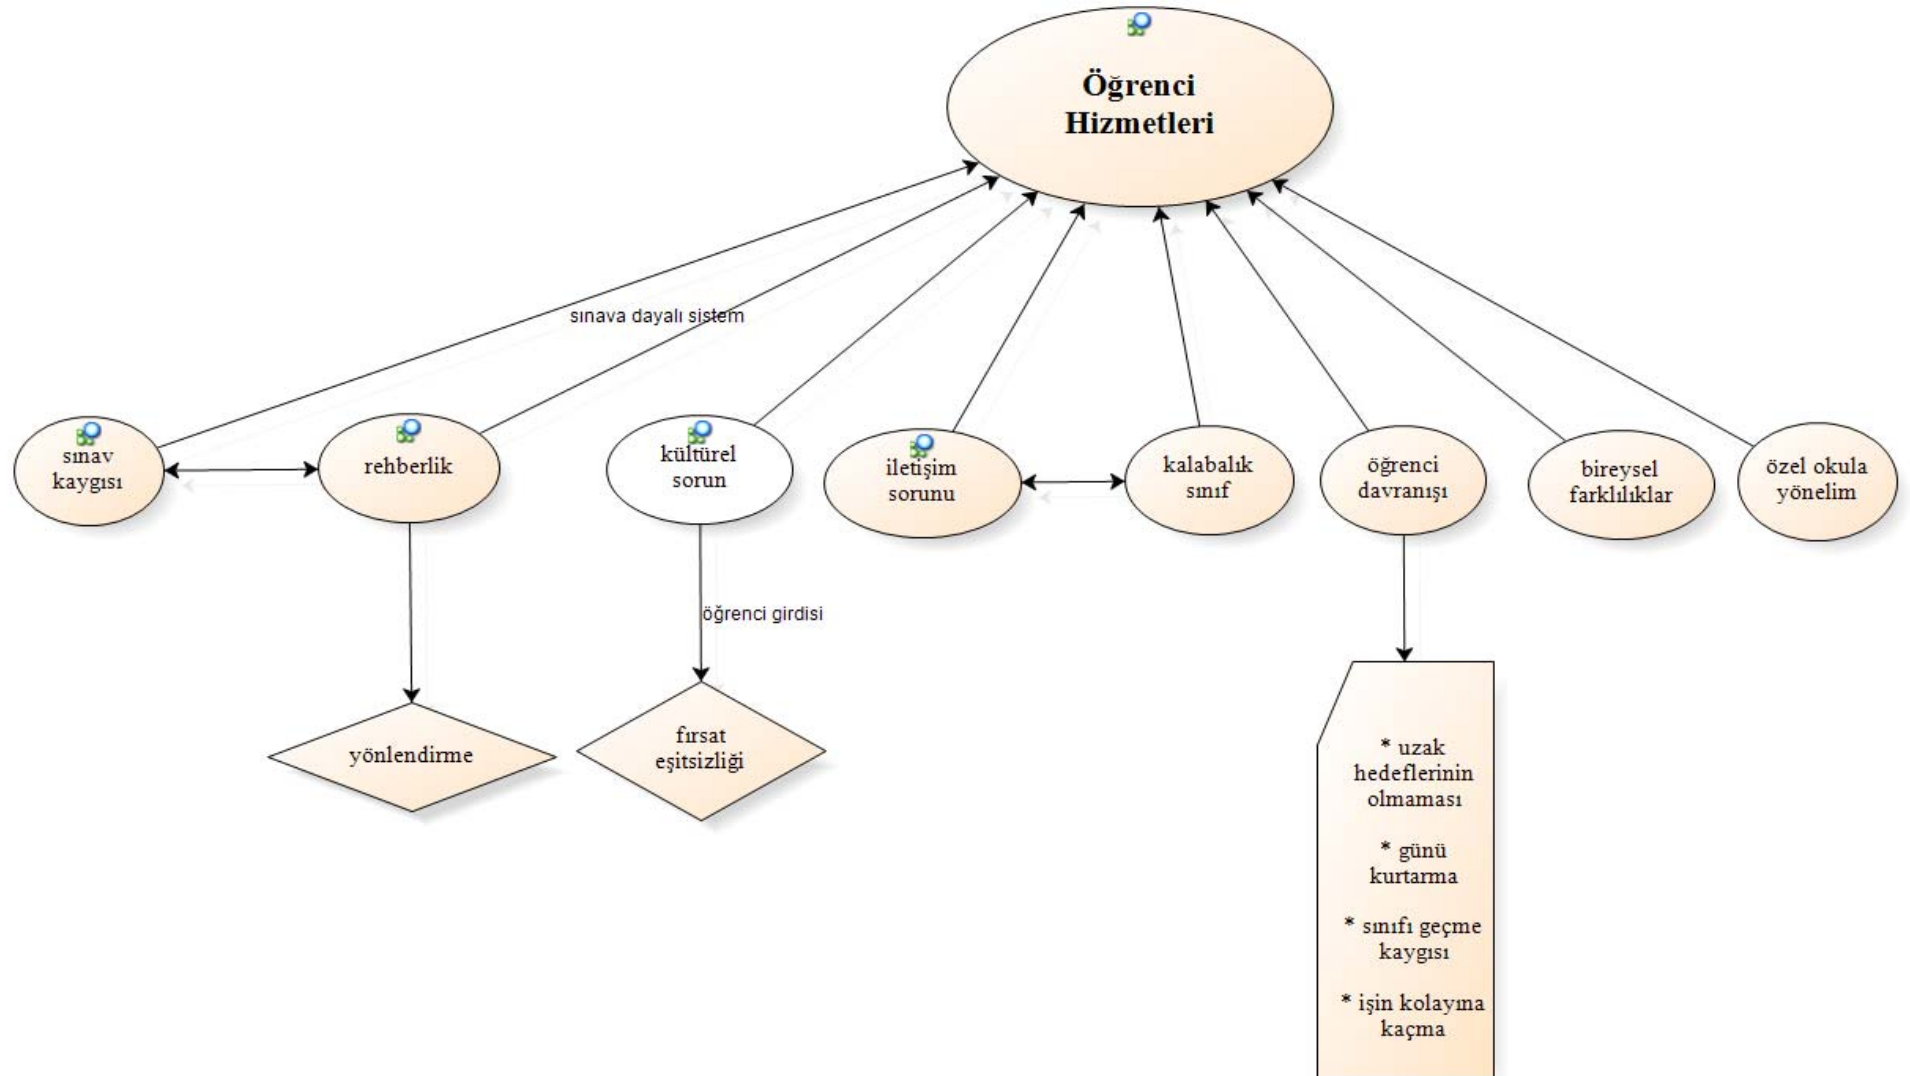 Öğrenci
Hizmetleri
sınava dayalı sistem
sınav
kaygısı
rehberlik
kültürel
sorun
iletişim
sorunu
kalabalık
sınıf
öğrenci
davranışı
bireysel
farklılıklar
özel okula
yönelim
öğrenci girdisi
yönlendirme
fırsat
eşitsizliği
* uzak
hedeflerinin
olmaması
* günü
kurtarma
* sınıfı geçme
kaygısı
* işin kolayına
kaçma